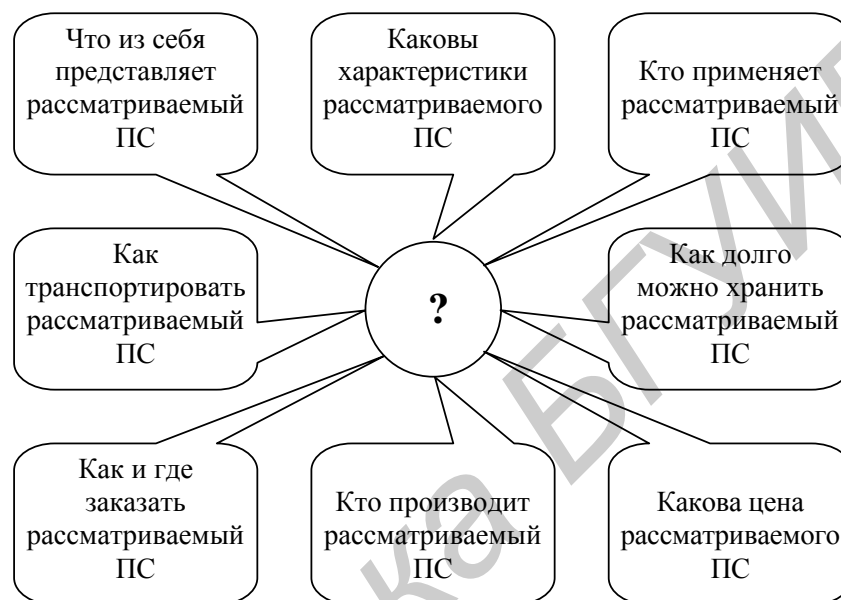 Что из себя
представляет
рассматриваемый
ПС
Каковы
характеристики
рассматриваемого
ПС
Кто применяет
рассматриваемый
ПС
Как
транспортировать
рассматриваемый
ПС
?
Как долго
можно хранить
рассматриваемый
ПС
Как и где
заказать
рассматриваемый
ПС
Кто производит
рассматриваемый
ПС
Какова цена
рассматриваемого
ПС